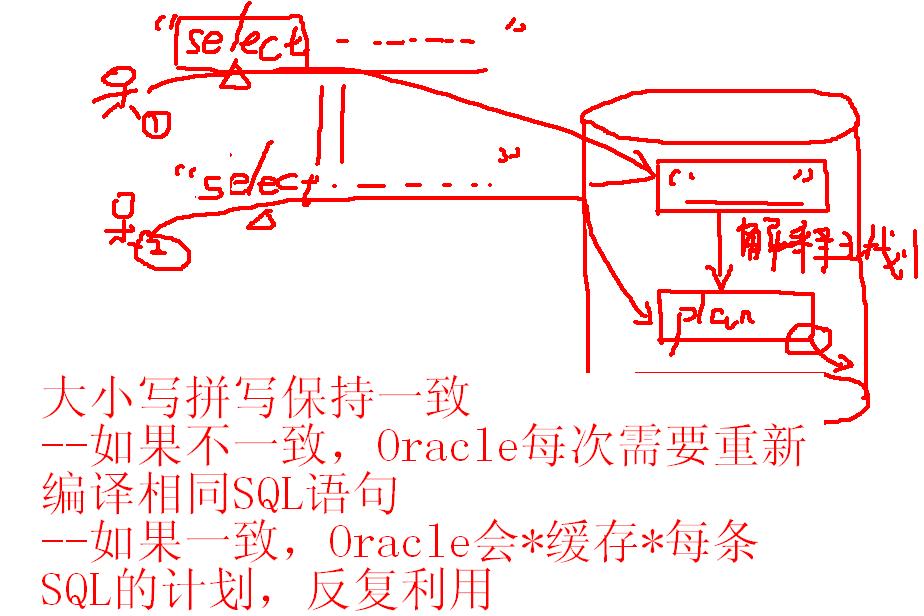 "select - - - - - - - - "
①
"select - - - - - - - "
②
" "
解释计划
plan
大小写拼写保持一致
--如果不一致，Oracle每次需要重新
编译相同SQL语句
--如果一致，Oracle会*缓存*每条
SQL的计划，反复利用